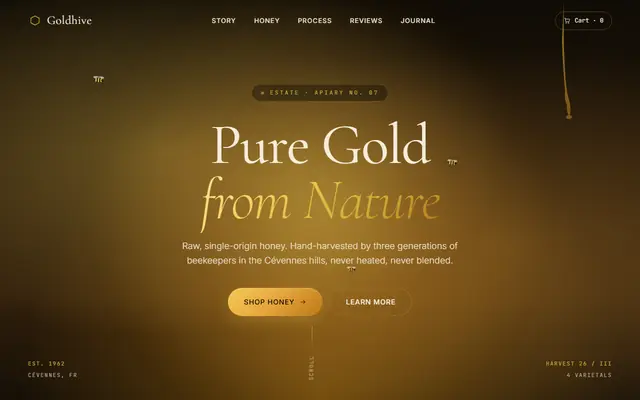 Goldhive
STORY HONEY PROCESS REVIEWS JOURNAL
Cart · 0
ESTATE · APIARY NO. 07
Pure Gold
from Nature
Raw, single-origin honey. Hand-harvested by three generations of
beekeepers in the Cévennes hills, never heated, never blended.
SHOP HONEY →
LEARN MORE
SCROLL
EST. 1962
CÉVENNES, FR
HARVEST 26 / III
4 VARIETALS